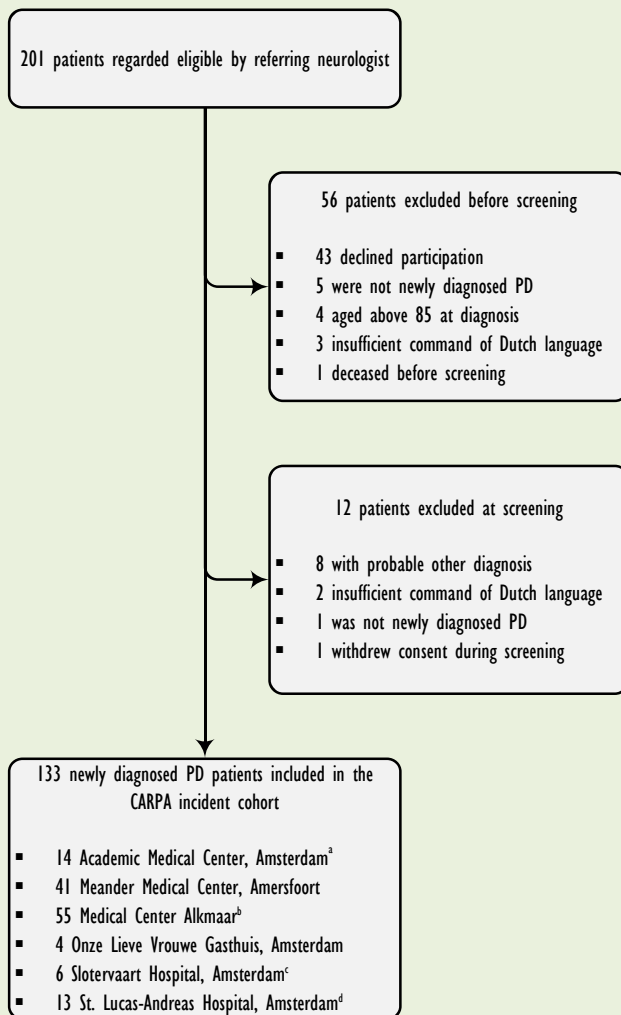 201 patients regarded eligible by referring neurologist
56 patients excluded before screening
▪ 43 declined participation
▪ 5 were not newly diagnosed PD
▪ 4 aged above 85 at diagnosis
▪ 3 insufficient command of Dutch language
▪ 1 deceased before screening
12 patients excluded at screening
▪ 8 with probable other diagnosis
▪ 2 insufficient command of Dutch language
▪ 1 was not newly diagnosed PD
▪ 1 withdrew consent during screening
133 newly diagnosed PD patients included in the
CARPA incident cohort
▪ 14 Academic Medical Center, Amsterdamᵃ
▪ 41 Meander Medical Center, Amersfoort
▪ 55 Medical Center Alkmaarᵇ
▪ 4 Onze Lieve Vrouwe Gasthuis, Amsterdam
▪ 6 Slotervaart Hospital, Amsterdamᶜ
▪ 13 St. Lucas-Andreas Hospital, Amsterdamᵈ